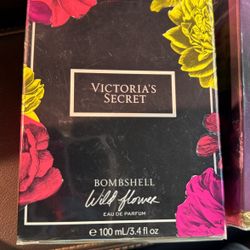 VICTORIA'S
SECRET
BOMBSHELL
Wild flower
EAU DE PARFUM
e 100 mL/3.4 fl oz